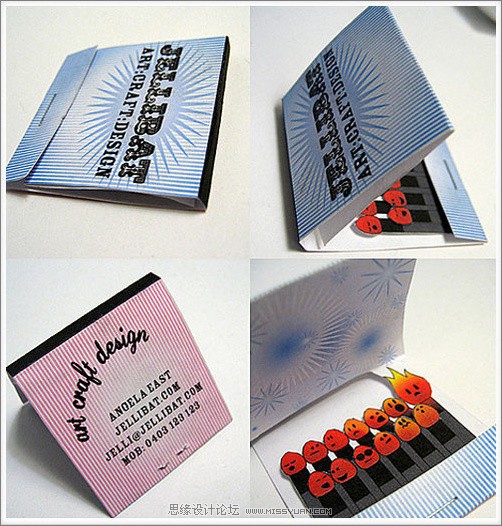 JELLIBAT
ART·CRAFT·DESIGN
JELLIBAT
ART·CRAFT·DESIGN
art craft design
ANGELA EAST
JELLIBAT.COM
JELLI@JELLIBAT.COM
MOB: 0403 123 123
思缘设计论坛 WWW.MISSYUAN.COM